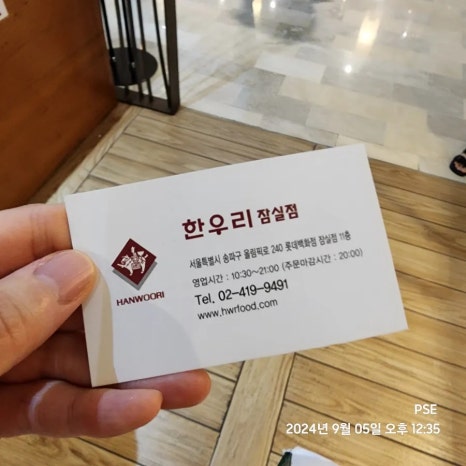 한우리 잠실점
서울특별시 송파구 올림픽로 240 롯데백화점 잠실점 11층
영업시간 : 10:30~21:00 (주문마감시간 : 20:00)
Tel. 02-419-9491
www.hwrfood.com
HANWOORI
PSE
2024년 9월 05일 오후 12:35